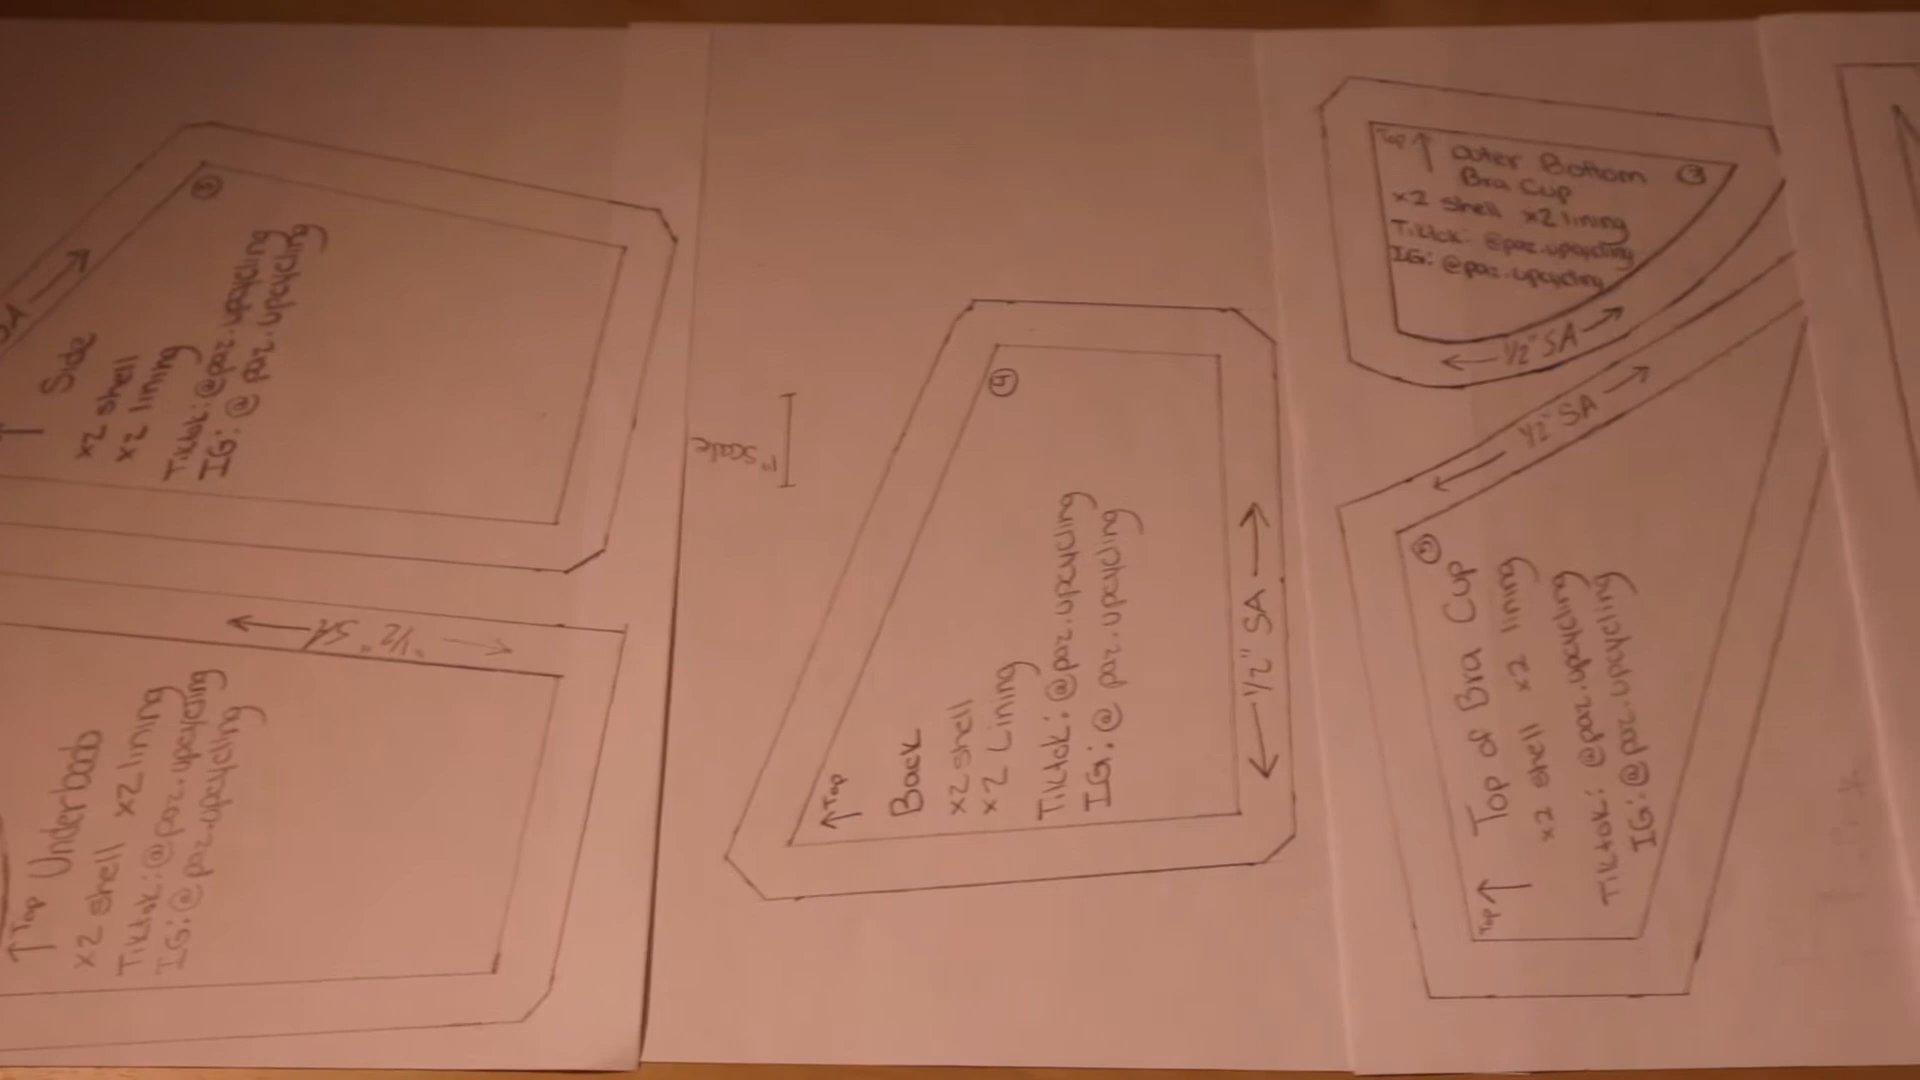 ③
Side
x2 shell
x2 lining
Tiktok: @paz.upcycling
IG: @paz.upcycling
1/2" SA
↑ Top
Underboob
x2 shell x2 lining
Tiktok: @paz.upcycling
IG: @paz.upcycling
1" scale
④
↑ Top
Back
x2 shell
x2 Lining
Tiktok: @paz.upcycling
IG: @paz.upcycling
← 1/2" SA →
Top ↑ Outer Bottom
Bra Cup
x2 shell x2 lining
Tiktok: @paz.upcycling
IG: @paz.upcycling
← 1/2" SA →
← 1/2" SA →
⑤
Top ↑ Top of Bra Cup
x2 shell x2 lining
Tiktok: @paz.upcycling
IG: @paz.upcycling